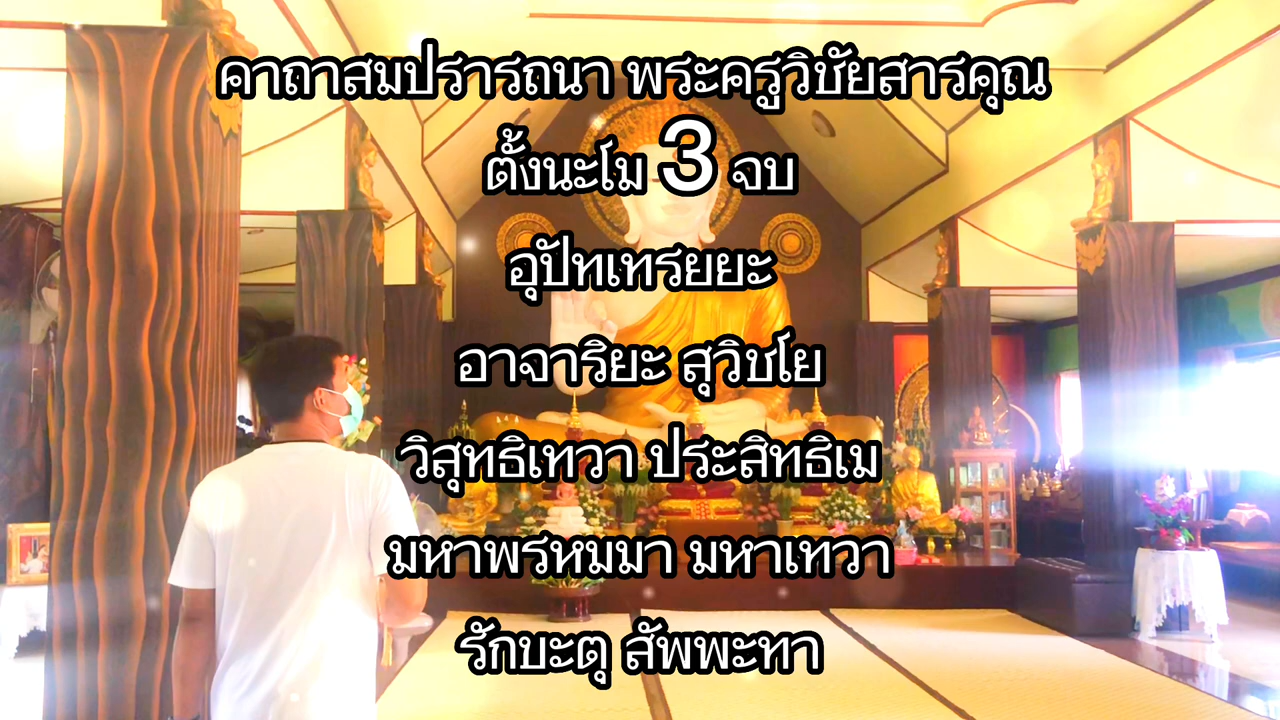 คาถาสมปรารถนา พระครูวิชัยสารคุณ
ตั้งนะโม 3 จบ
อุปัทเทรยยะ
อาจาริยะ สุวิชโย
วิสุทธิเทวา ประสิทธิเม
มหาพรหมมา มหาเทวา
รักบะตุ สัพพะทา